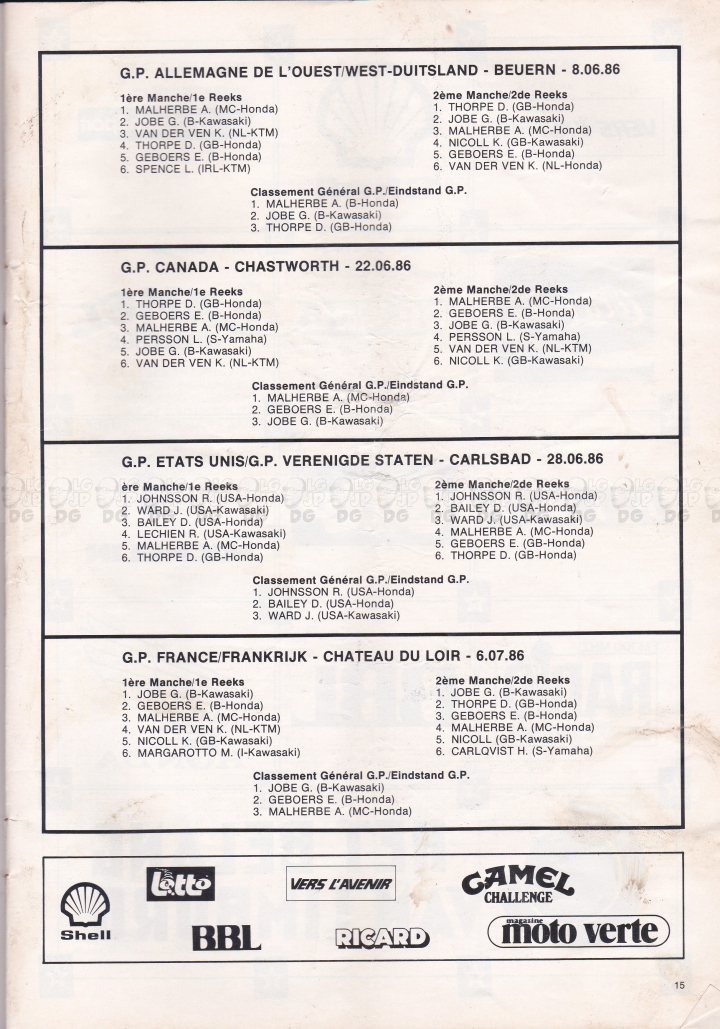 G.P. ALLEMAGNE DE L'OUEST/WEST-DUITSLAND - BEUERN - 8.06.86
1ère Manche/1e Reeks
1. MALHERBE A. (MC-Honda)
2. JOBE G. (B-Kawasaki)
3. VAN DER VEN K. (NL-KTM)
4. THORPE D. (GB-Honda)
5. GEBOERS E. (B-Honda)
6. SPENCE L. (IRL-KTM)
2ème Manche/2de Reeks
1. THORPE D. (GB-Honda)
2. JOBE G. (B-Kawasaki)
3. MALHERBE A. (MC-Honda)
4. NICOLL K. (GB-Kawasaki)
5. GEBOERS E. (B-Honda)
6. VAN DER VEN K. (NL-Honda)
Classement Général G.P./Eindstand G.P.
1. MALHERBE A. (B-Honda)
2. JOBE G. (B-Kawasaki)
3. THORPE D. (GB-Honda)
G.P. CANADA - CHASTWORTH - 22.06.86
1ère Manche/1e Reeks
1. THORPE D. (GB-Honda)
2. GEBOERS E. (B-Honda)
3. MALHERBE A. (MC-Honda)
4. PERSSON L. (S-Yamaha)
5. JOBE G. (B-Kawasaki)
6. VAN DER VEN K. (NL-KTM)
2ème Manche/2de Reeks
1. MALHERBE A. (MC-Honda)
2. GEBOERS E. (B-Honda)
3. JOBE G. (B-Kawasaki)
4. PERSSON L. (S-Yamaha)
5. VAN DER VEN K. (NL-KTM)
6. NICOLL K. (GB-Kawasaki)
Classement Général G.P./Eindstand G.P.
1. MALHERBE A. (MC-Honda)
2. GEBOERS E. (B-Honda)
3. JOBE G. (B-Kawasaki)
G.P. ETATS UNIS/G.P. VERENIGDE STATEN - CARLSBAD - 28.06.86
ère Manche/1e Reeks
1. JOHNSSON R. (USA-Honda)
2. WARD J. (USA-Kawasaki)
3. BAILEY D. (USA-Honda)
4. LECHIEN R. (USA-Kawasaki)
5. MALHERBE A. (MC-Honda)
6. THORPE D. (GB-Honda)
2ème Manche/2de Reeks
1. JOHNSSON R. (USA-Honda)
2. BAILEY D. (USA-Honda)
3. WARD J. (USA-Kawasaki)
4. MALHERBE A. (MC-Honda)
5. GEBOERS E. (GB-Honda)
6. THORPE D. (GB-Honda)
Classement Général G.P./Eindstand G.P.
1. JOHNSSON R. (USA-Honda)
2. BAILEY D. (USA-Honda)
3. WARD J. (USA-Kawasaki)
G.P. FRANCE/FRANKRIJK - CHATEAU DU LOIR - 6.07.86
1ère Manche/1e Reeks
1. JOBE G. (B-Kawasaki)
2. GEBOERS E. (B-Honda)
3. MALHERBE A. (MC-Honda)
4. VAN DER VEN K. (NL-KTM)
5. NICOLL K. (GB-Kawasaki)
6. MARGAROTTO M. (I-Kawasaki)
2ème Manche/2de Reeks
1. JOBE G. (B-Kawasaki)
2. THORPE D. (GB-Honda)
3. GEBOERS E. (B-Honda)
4. MALHERBE A. (MC-Honda)
5. NICOLL (GB-Kawasaki)
6. CARLQVIST H. (S-Yamaha)
Classement Général G.P./Eindstand G.P.
1. JOBE G. (B-Kawasaki)
2. GEBOERS E. (B-Honda)
3. MALHERBE A. (MC-Honda)
Shell
Lotto
BBL
VERS L'AVENIR
RICARD
CAMEL
CHALLENGE
magazine
moto verte
15